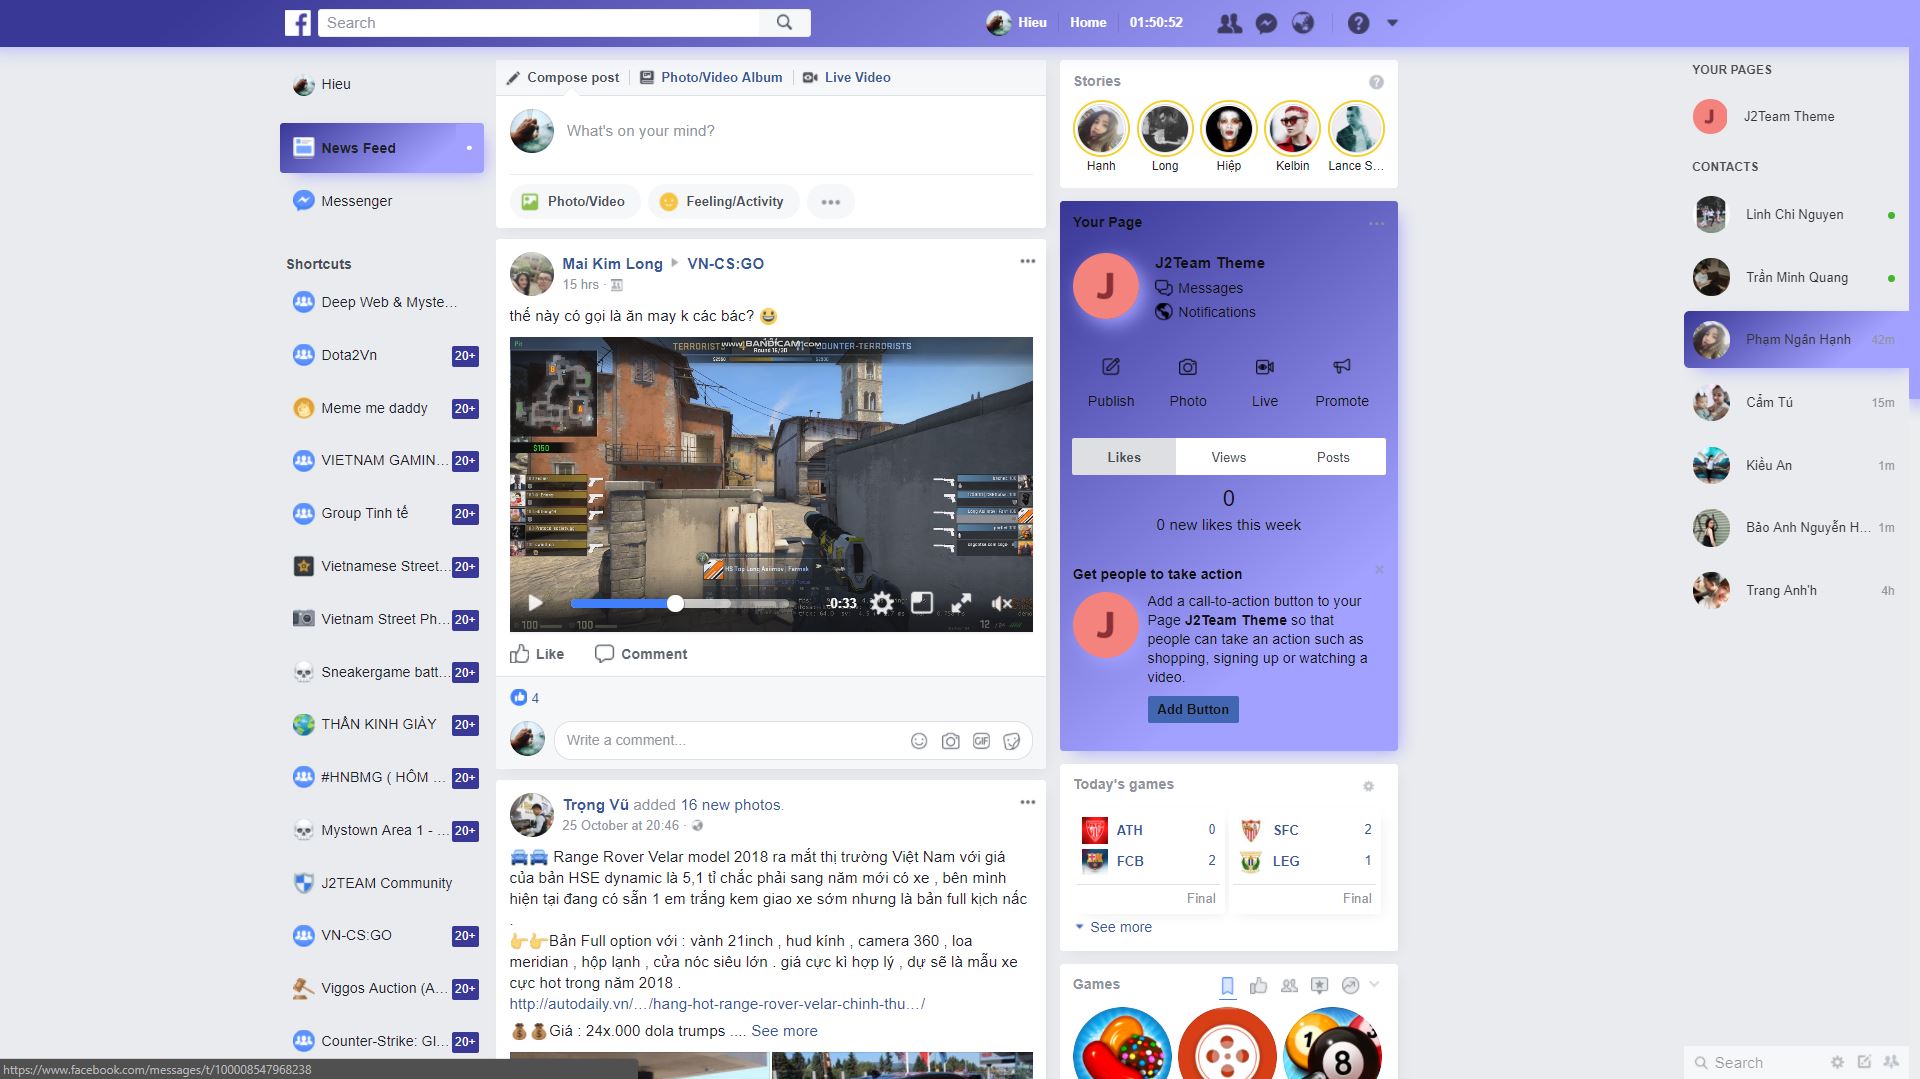 Search
Hieu
Home
01:50:52
Hieu
News Feed
Messenger
Shortcuts
Deep Web & Myste…
Dota2Vn 20+
Meme me daddy 20+
VIETNAM GAMIN… 20+
Group Tinh tế 20+
Vietnamese Street… 20+
Vietnam Street Ph… 20+
Sneakergame batt… 20+
THẦN KINH GIÀY 20+
#HNBMG ( HÔM … 20+
Mystown Area 1 - … 20+
J2TEAM Community
VN-CS:GO 20+
Viggos Auction (A… 20+
Counter-Strike: Gl… 20+
https://www.facebook.com/messages/t/100008547968238
Compose post
Photo/Video Album
Live Video
What's on your mind?
Photo/Video
Feeling/Activity
Mai Kim Long ▸ VN-CS:GO
15 hrs ·
thế này có gọi là ăn may k các bác?
Pit
TERRORISTS
www.BANDICAM.com
COUNTER-TERRORISTS
Round 16/30
$150
0:33
100
100
12
Like
Comment
4
Write a comment...
GIF
Trọng Vũ added 16 new photos.
25 October at 20:46 ·
Range Rover Velar model 2018 ra mắt thị trường Việt Nam với giá
của bản HSE dynamic là 5,1 tỉ chắc phải sang năm mới có xe , bên mình
hiện tại đang có sẵn 1 em trắng kem giao xe sớm nhưng là bản full kịch nấc
.
Bản Full option với : vành 21inch , hud kính , camera 360 , loa
meridian , hộp lạnh , cửa nóc siêu lớn . giá cực kì hợp lý , dự sẽ là mẫu xe
cực hot trong năm 2018 .
http://autodaily.vn/…/hang-hot-range-rover-velar-chinh-thu…/
Giá : 24x.000 dola trumps .... See more
Stories
Hạnh
Long
Hiệp
Kelbin
Lance S…
Your Page
J
J2Team Theme
Messages
Notifications
Publish
Photo
Live
Promote
Likes
Views
Posts
0
0 new likes this week
Get people to take action
J
Add a call-to-action button to your
Page J2Team Theme so that
people can take an action such as
shopping, signing up or watching a
video.
Add Button
Today's games
ATH 0
FCB 2
Final
SFC 2
LEG 1
Final
See more
Games
1
8
YOUR PAGES
J
J2Team Theme
CONTACTS
Linh Chi Nguyen
Trần Minh Quang
Phạm Ngân Hạnh 42m
Cẩm Tú 15m
Kiều An 1m
Bảo Anh Nguyễn H… 1m
Trang Anh'h 4h
Search